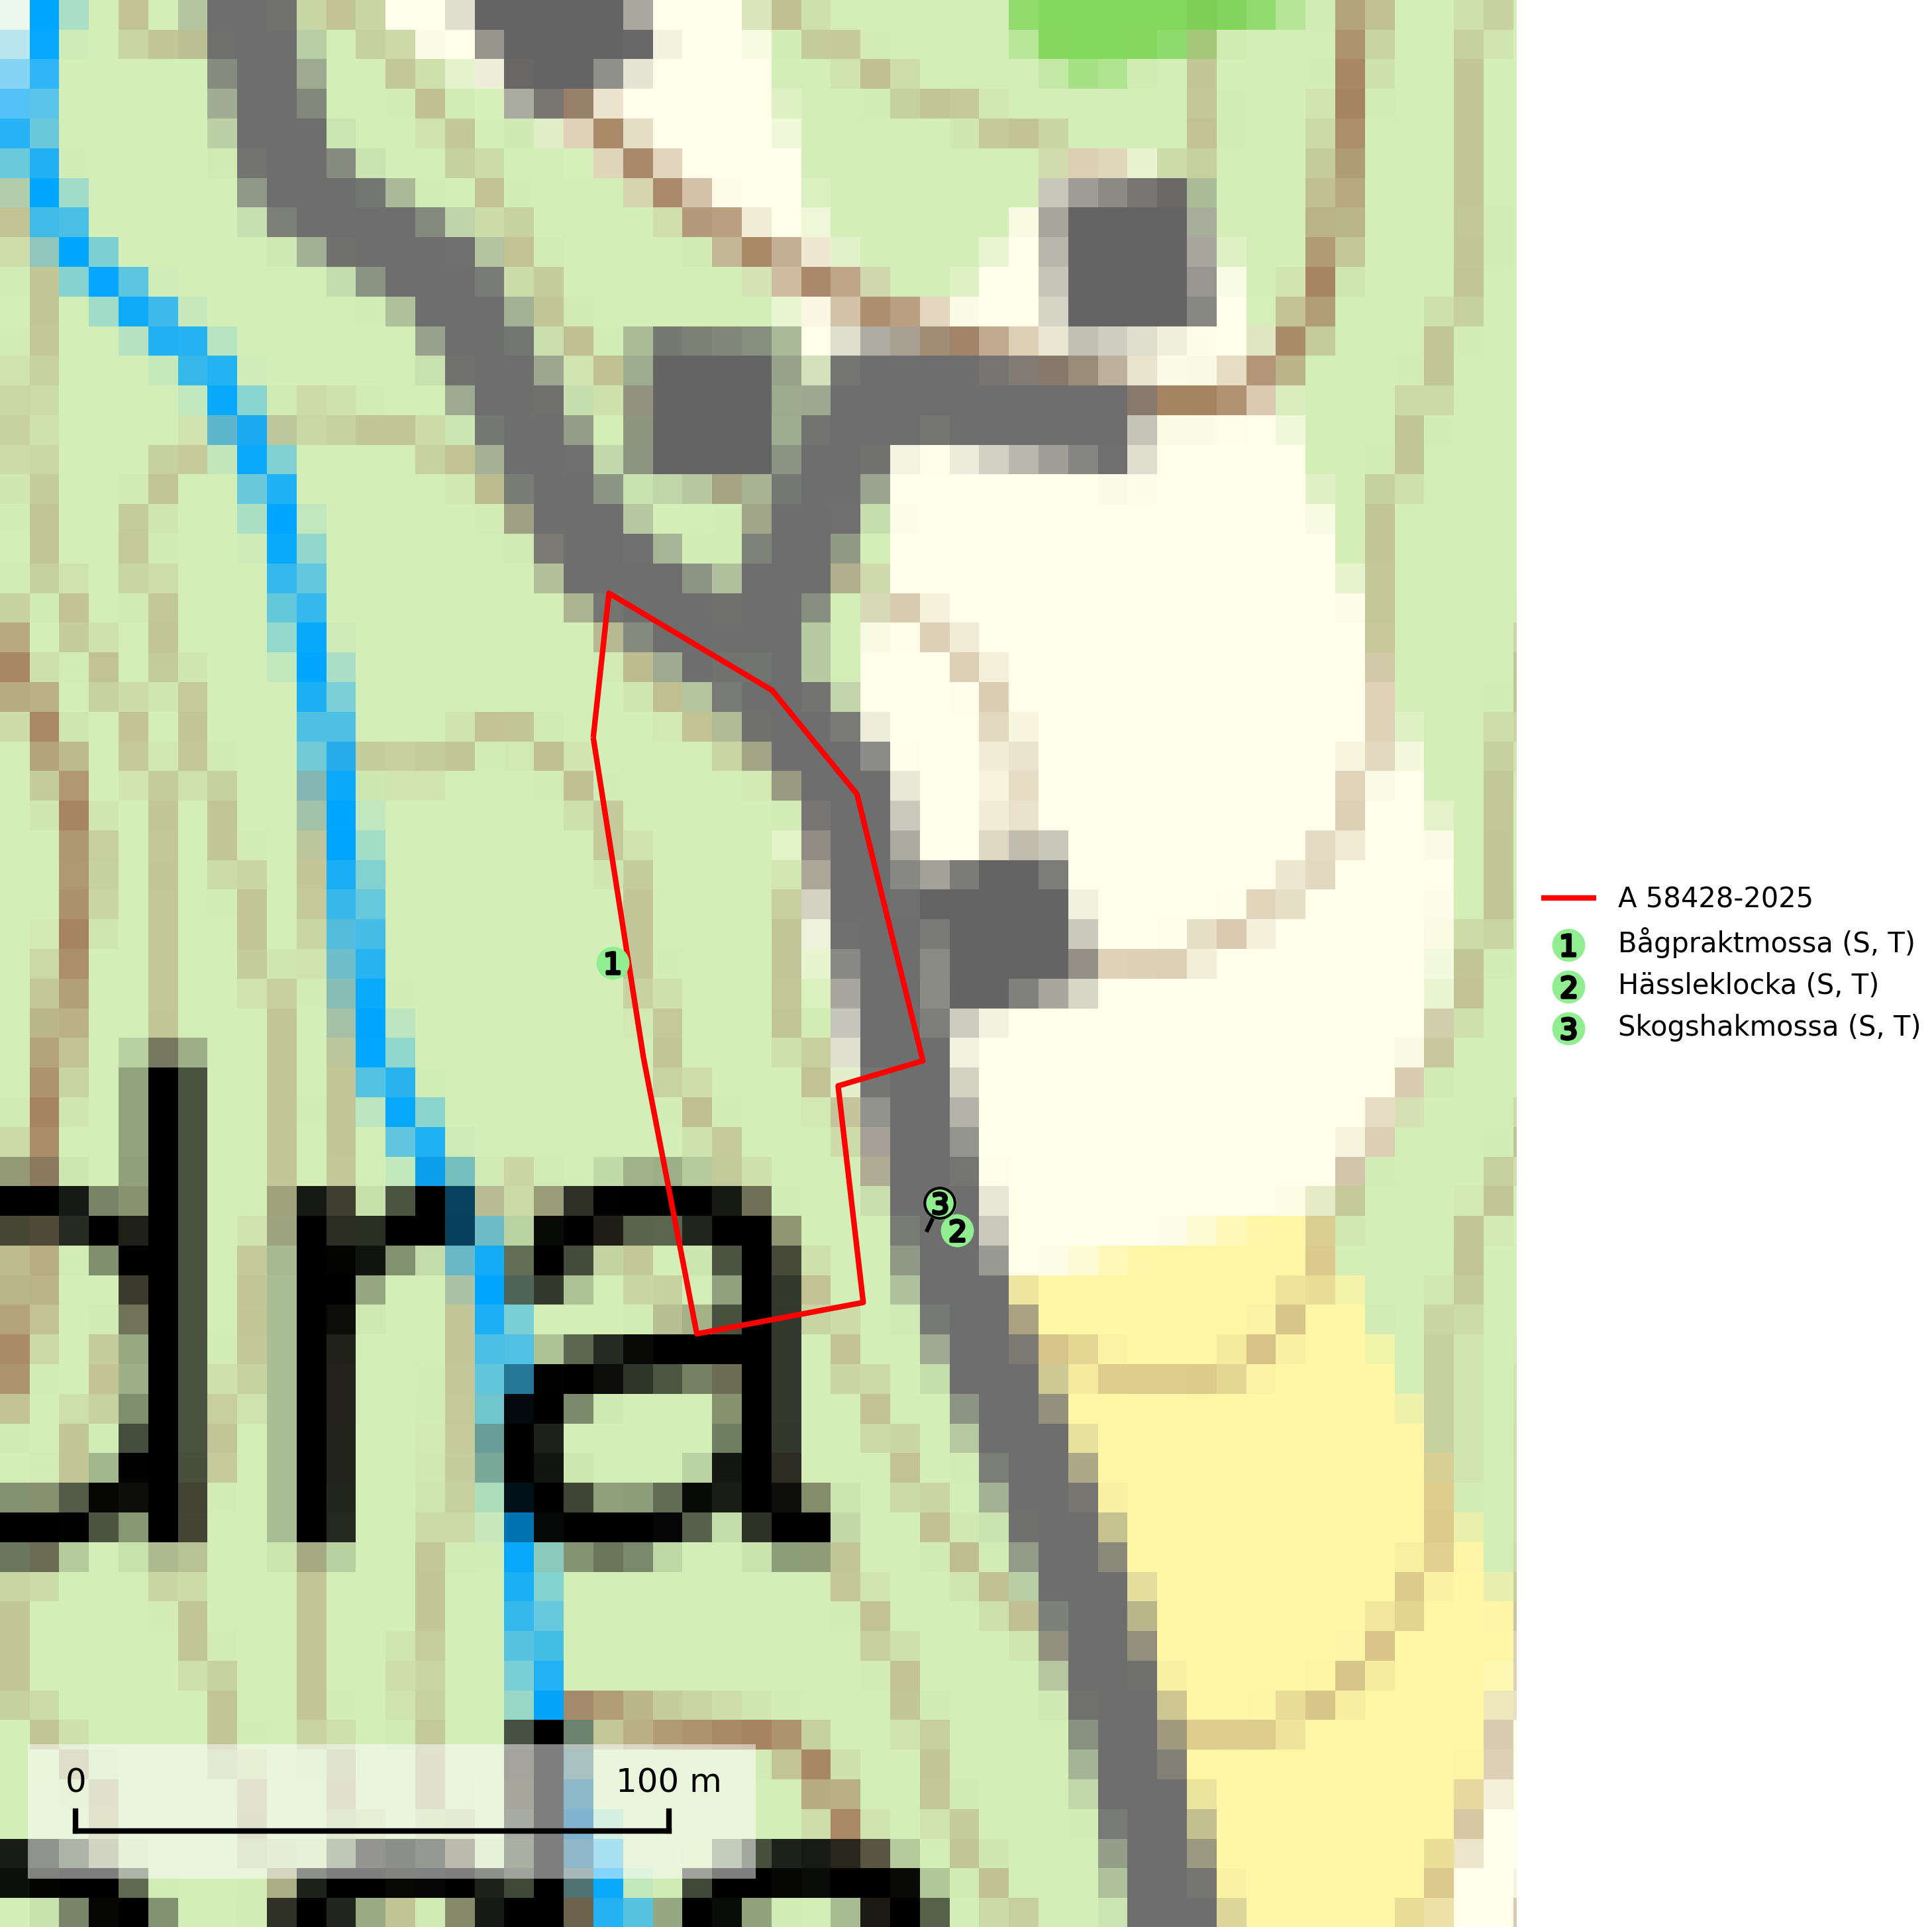 A 58428-2025
1 Bågpraktmossa (S, T)
2 Hässleklocka (S, T)
3 Skogshakmossa (S, T)
1
3
2
0 100 m